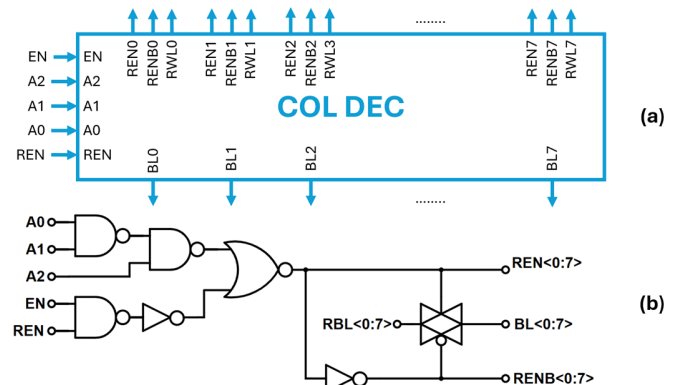 ........
REN0 RENB0 RWL0 REN1 RENB1 RWL1 REN2 RENB2 RWL3 REN7 RENB7 RWL7
EN EN
A2 A2
A1 A1
A0 A0
REN REN
COL DEC
(a)
BL0 BL1 BL2 BL7
........
A0
A1
A2
EN
REN
REN<0:7>
RBL<0:7>
BL<0:7>
RENB<0:7>
(b)